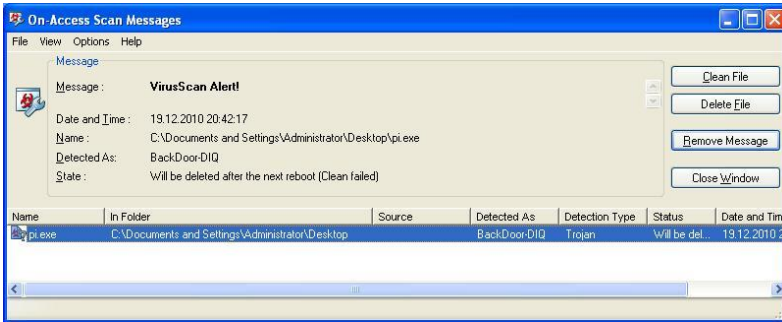 On-Access Scan Messages
File View Options Help
Message
Message : VirusScan Alert!
Date and Time : 19.12.2010 20:42:17
Name : C:\Documents and Settings\Administrator\Desktop\pi.exe
Detected As: BackDoor-DIQ
State : Will be deleted after the next reboot (Clean failed)
Clean File
Delete File
Remove Message
Close Window
Name In Folder Source Detected As Detection Type Status Date and Tim
pi.exe C:\Documents and Settings\Administrator\Desktop BackDoor-DIQ Trojan Will be del... 19.12.2010 2